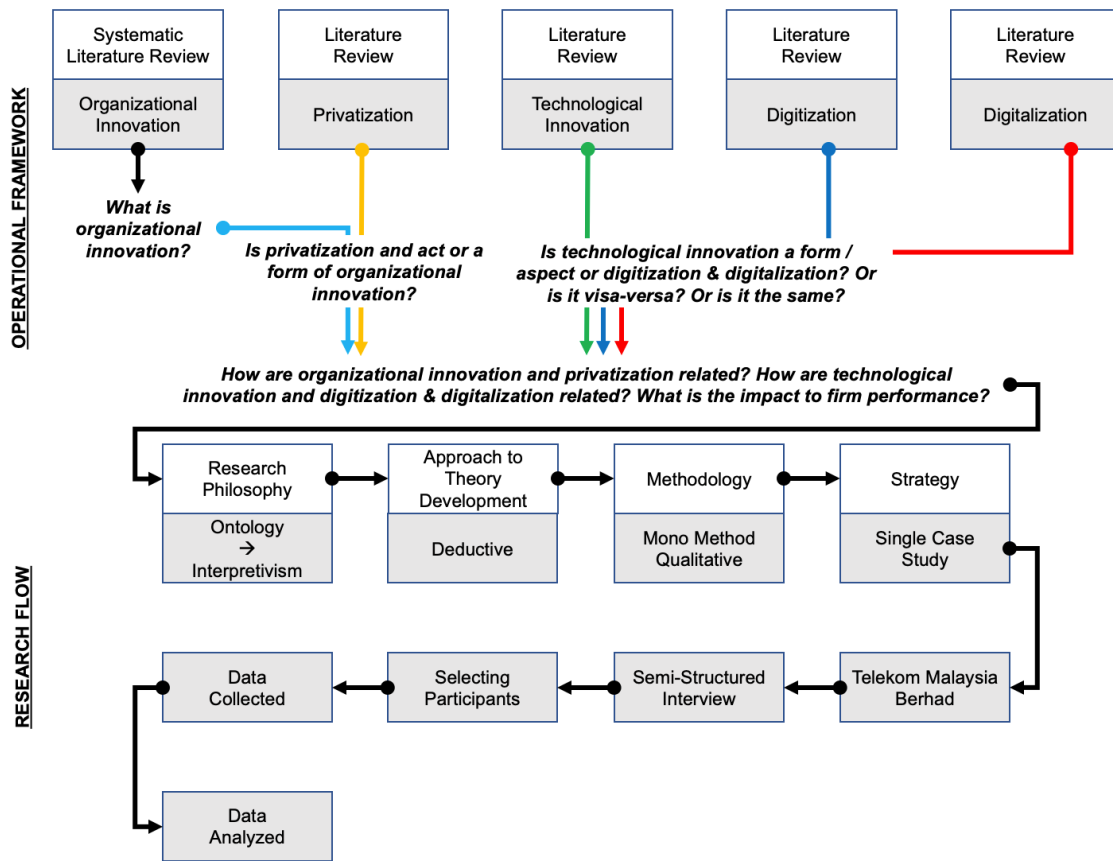 Systematic
Literature Review
Organizational
Innovation
Literature
Review
Privatization
Literature
Review
Technological
Innovation
Literature
Review
Digitization
Literature
Review
Digitalization
OPERATIONAL FRAMEWORK
What is
organizational
innovation?
Is privatization and act or a
form of organizational
innovation?
Is technological innovation a form /
aspect or digitization & digitalization? Or
is it visa-versa? Or is it the same?
How are organizational innovation and privatization related? How are technological
innovation and digitization & digitalization related? What is the impact to firm performance?
RESEARCH FLOW
Research
Philosophy
Ontology
→
Interpretivism
Approach to
Theory
Development
Deductive
Methodology
Mono Method
Qualitative
Strategy
Single Case
Study
Telekom Malaysia
Berhad
Semi-Structured
Interview
Selecting
Participants
Data
Collected
Data
Analyzed